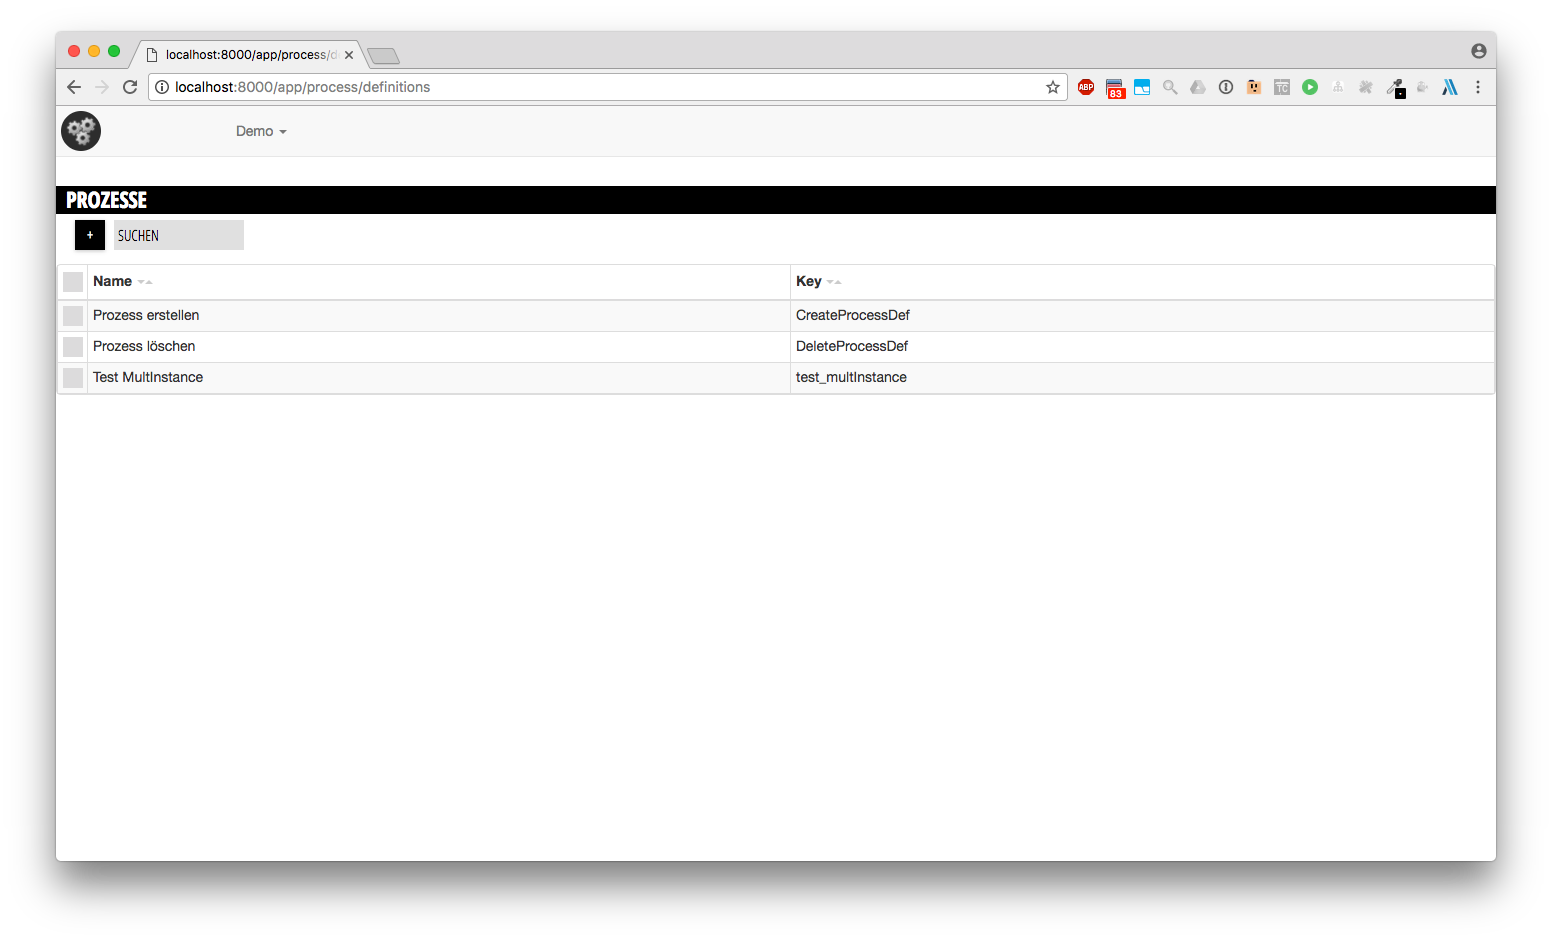 localhost:8000/app/process/d
localhost:8000/app/process/definitions
ABP
83
TC
Demo
PROZESSE
+
SUCHEN
Name Key
Prozess erstellen CreateProcessDef
Prozess löschen DeleteProcessDef
Test MultInstance test_multInstance